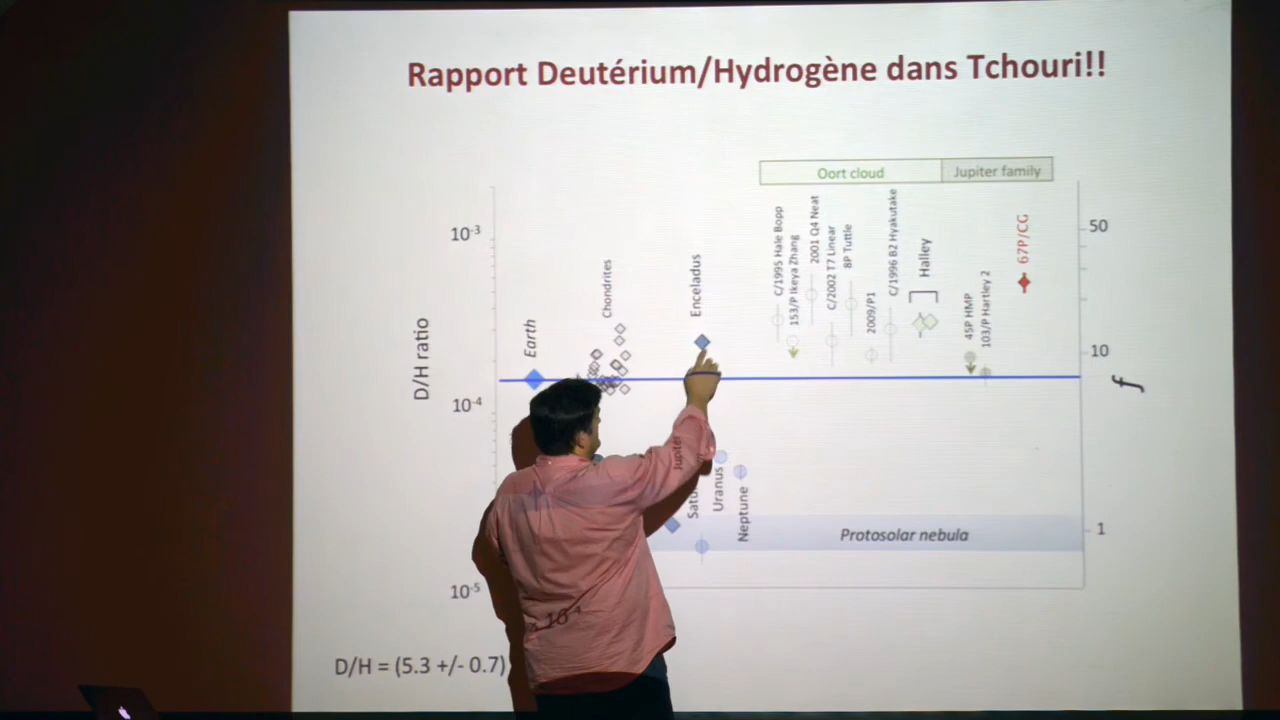 Rapport Deutérium/Hydrogène dans Tchouri!!
Oort cloud
Jupiter family
D/H ratio
10-3
10-4
10-5
Earth
Chondrites
Enceladus
C/1995 Hale Bopp
153/P Ikeya Zhang
2001 Q4 Neat
C/2002 T7 Linear
8P Tuttle
2009/P1
C/1996 B2 Hyakutake
Halley
45P HMP
103/P Hartley 2
67P/CG
50
10
1
f
Jupiter
Uranus
Neptune
Protosolar nebula
D/H = (5.3 +/- 0.7)
10-4